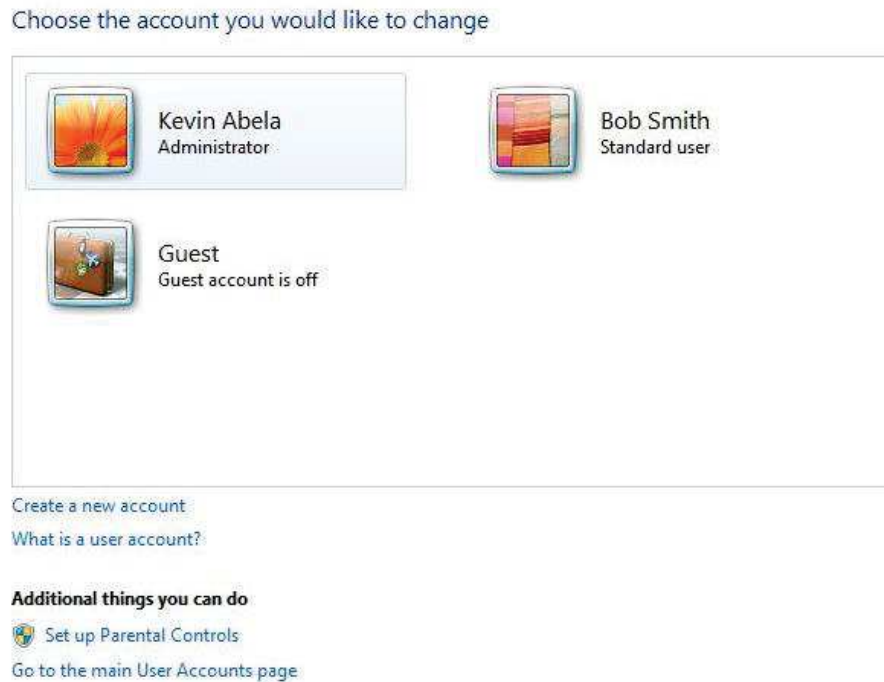 Choose the account you would like to change
Kevin Abela
Administrator
Bob Smith
Standard user
Guest
Guest account is off
Create a new account
What is a user account?
Additional things you can do
Set up Parental Controls
Go to the main User Accounts page